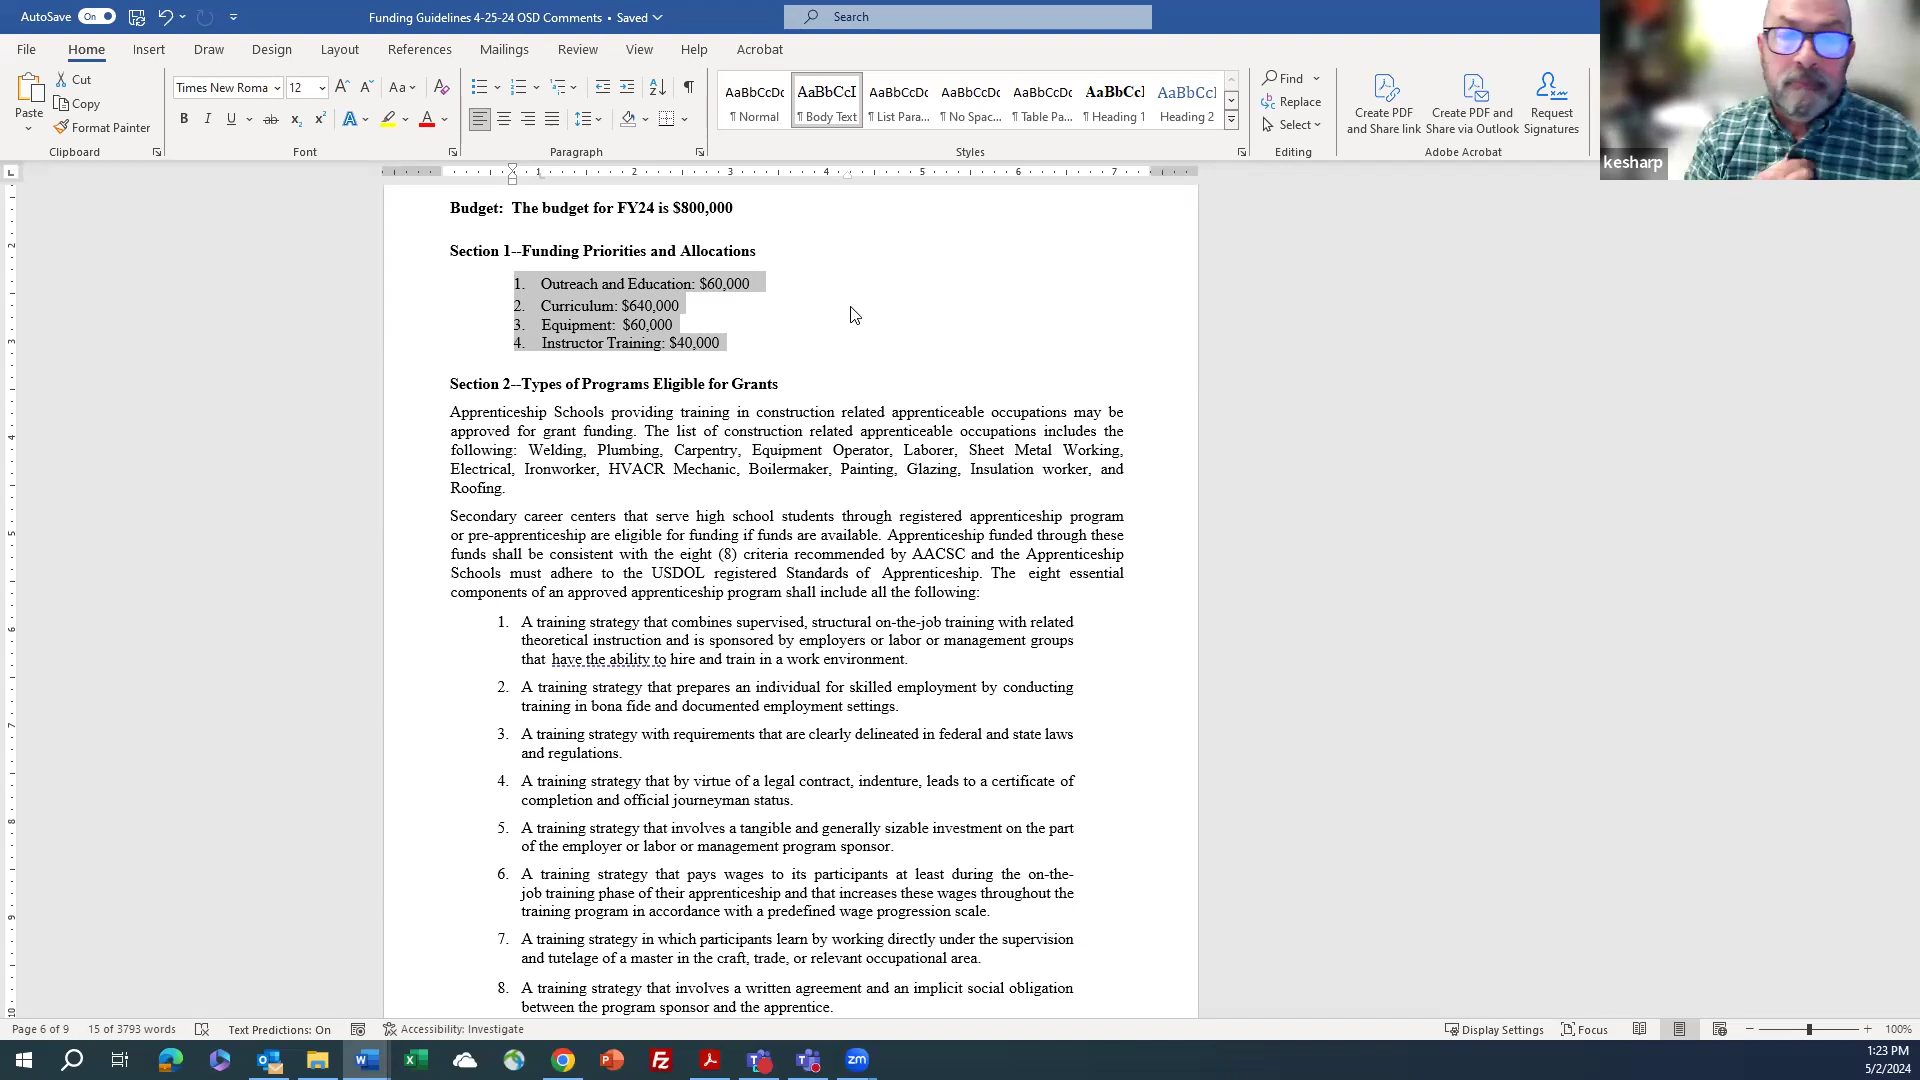 AutoSave On Funding Guidelines 4-25-24 OSD Comments • Saved Search
File Home Insert Draw Design Layout References Mailings Review View Help Acrobat
Paste Cut Copy Format Painter
Times New Roma 12
AaBbCcDc AaBbCcI AaBbCcDc AaBbCcDc AaBbCcDc AaBbCcI AaBbCcI
¶ Normal ¶ Body Text ¶ List Para... ¶ No Spac... ¶ Table Pa... ¶ Heading 1 Heading 2
Find Replace Select
Create PDF and Share link
Create PDF and Share via Outlook
Request Signatures
Clipboard Font Paragraph Styles Editing Adobe Acrobat
kesharp
1 2 3 4 5 6 7
Budget: The budget for FY24 is $800,000
Section 1--Funding Priorities and Allocations
1. Outreach and Education: $60,000
2. Curriculum: $640,000
3. Equipment: $60,000
4. Instructor Training: $40,000
Section 2--Types of Programs Eligible for Grants
Apprenticeship Schools providing training in construction related apprenticeable occupations may be
approved for grant funding. The list of construction related apprenticeable occupations includes the
following: Welding, Plumbing, Carpentry, Equipment Operator, Laborer, Sheet Metal Working,
Electrical, Ironworker, HVACR Mechanic, Boilermaker, Painting, Glazing, Insulation worker, and
Roofing.
Secondary career centers that serve high school students through registered apprenticeship program
or pre-apprenticeship are eligible for funding if funds are available. Apprenticeship funded through these
funds shall be consistent with the eight (8) criteria recommended by AACSC and the Apprenticeship
Schools must adhere to the USDOL registered Standards of Apprenticeship. The eight essential
components of an approved apprenticeship program shall include all the following:
1. A training strategy that combines supervised, structural on-the-job training with related
theoretical instruction and is sponsored by employers or labor or management groups
that have the ability to hire and train in a work environment.
2. A training strategy that prepares an individual for skilled employment by conducting
training in bona fide and documented employment settings.
3. A training strategy with requirements that are clearly delineated in federal and state laws
and regulations.
4. A training strategy that by virtue of a legal contract, indenture, leads to a certificate of
completion and official journeyman status.
5. A training strategy that involves a tangible and generally sizable investment on the part
of the employer or labor or management program sponsor.
6. A training strategy that pays wages to its participants at least during the on-the-
job training phase of their apprenticeship and that increases these wages throughout the
training program in accordance with a predefined wage progression scale.
7. A training strategy in which participants learn by working directly under the supervision
and tutelage of a master in the craft, trade, or relevant occupational area.
8. A training strategy that involves a written agreement and an implicit social obligation
between the program sponsor and the apprentice.
Page 6 of 9 15 of 3793 words Text Predictions: On Accessibility: Investigate Display Settings Focus 100%
1:23 PM
5/2/2024